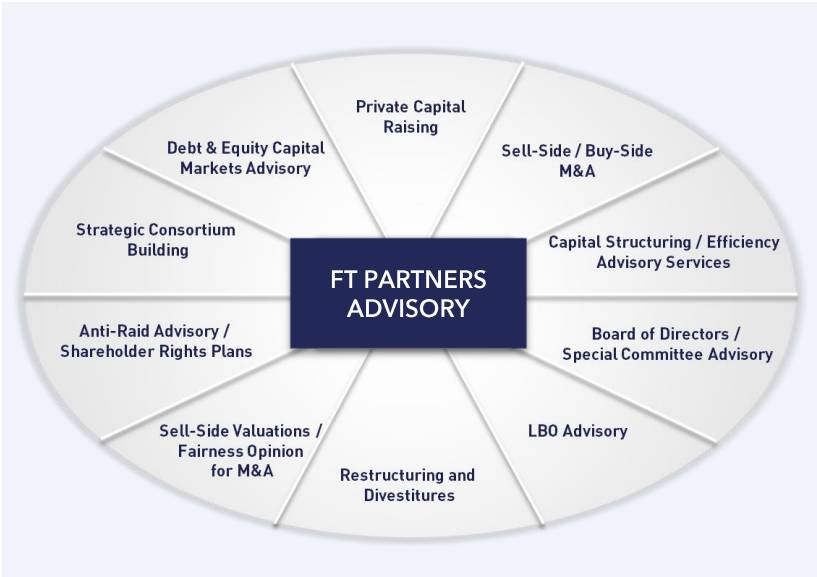 Private Capital
Raising
Sell-Side / Buy-Side
M&A
Capital Structuring / Efficiency
Advisory Services
Board of Directors /
Special Committee Advisory
LBO Advisory
Restructuring and
Divestitures
Sell-Side Valuations /
Fairness Opinion
for M&A
Anti-Raid Advisory /
Shareholder Rights Plans
Strategic Consortium
Building
Debt & Equity Capital
Markets Advisory
FT PARTNERS
ADVISORY